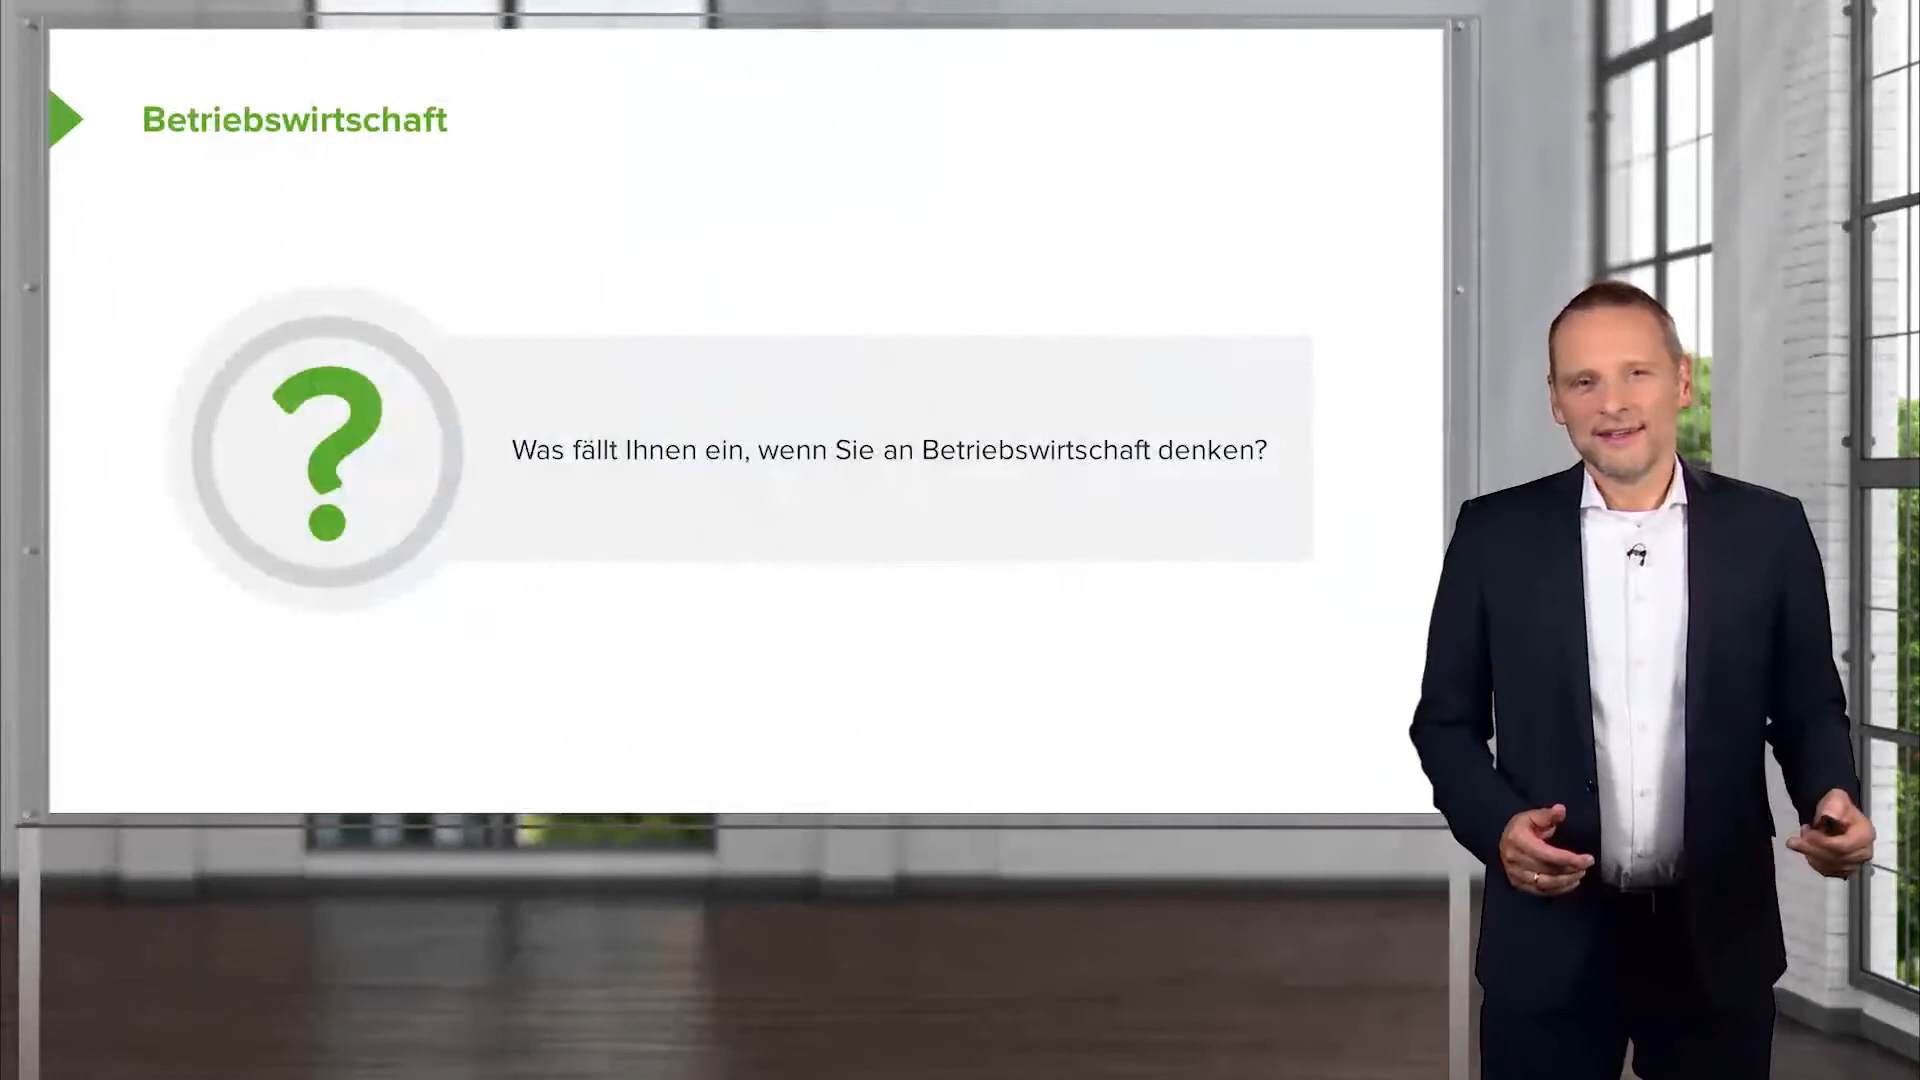 Betriebswirtschaft
?
Was fällt Ihnen ein, wenn Sie an Betriebswirtschaft denken?